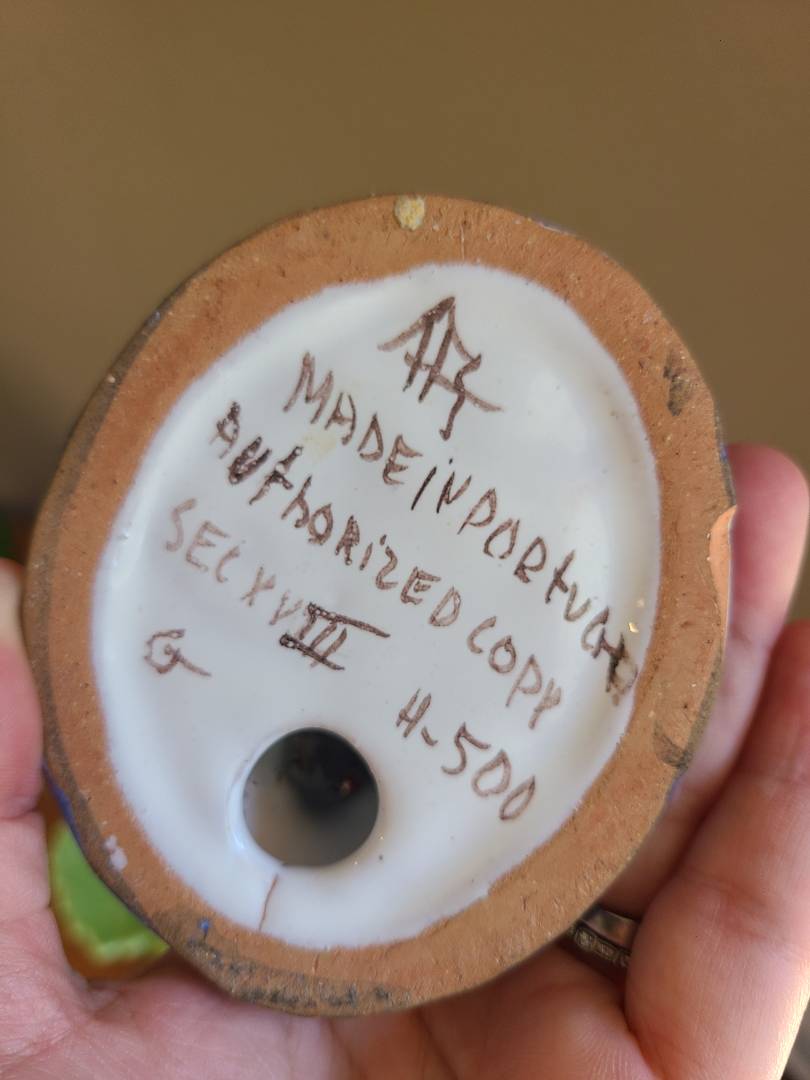 MADE IN PORTUGAL
AUthORiZED COPY
SEC XVIII
G H-500